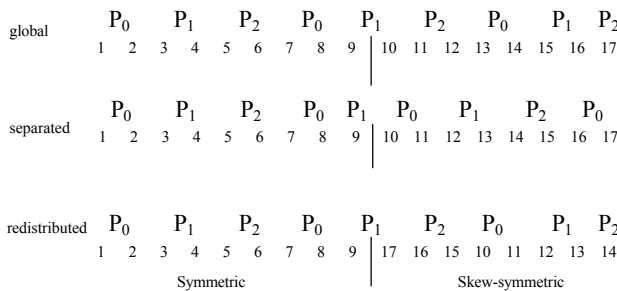 P0 P1 P2 P0 P1 P2 P0 P1 P2
global
1 2 3 4 5 6 7 8 9 10 11 12 13 14 15 16 17
P0 P1 P2 P0 P1 P0 P1 P2 P0
separated
1 2 3 4 5 6 7 8 9 10 11 12 13 14 15 16 17
P0 P1 P2 P0 P1 P2 P0 P1 P2
redistributed
1 2 3 4 5 6 7 8 9 17 16 15 10 11 12 13 14
Symmetric Skew-symmetric